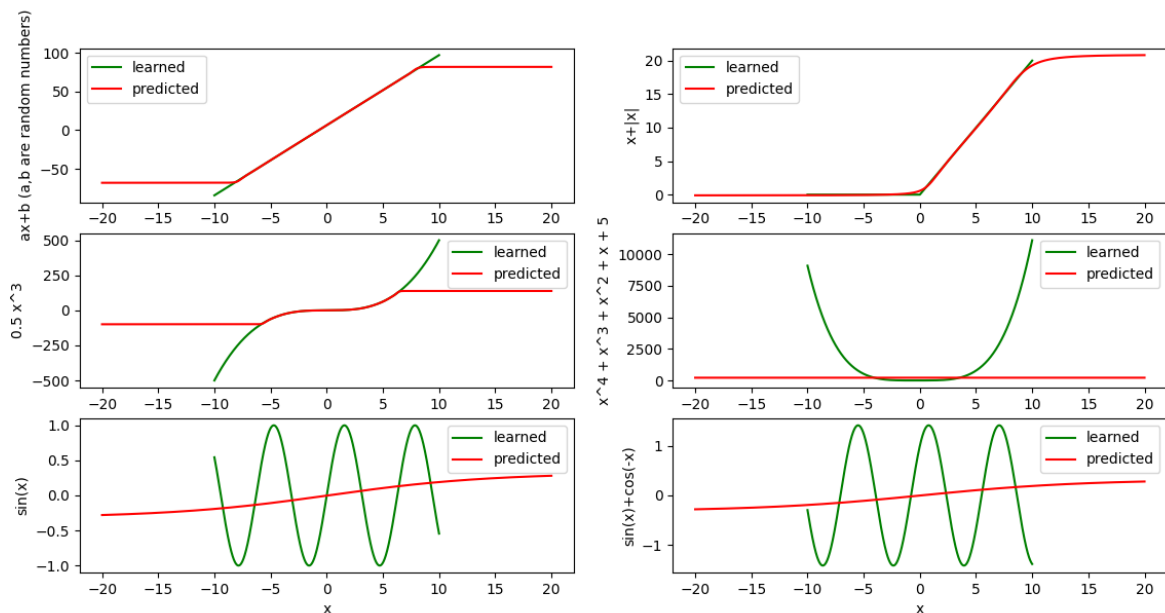 ax+b (a,b are random numbers)
100
50
0
−50
learned
predicted
−20 −15 −10 −5 0 5 10 15 20
x+|x|
20
15
10
5
0
learned
predicted
−20 −15 −10 −5 0 5 10 15 20
0.5 x^3
500
250
0
−250
−500
learned
predicted
−20 −15 −10 −5 0 5 10 15 20
x^4 + x^3 + x^2 + x + 5
10000
7500
5000
2500
0
learned
predicted
−20 −15 −10 −5 0 5 10 15 20
sin(x)
1.0
0.5
0.0
−0.5
−1.0
learned
predicted
−20 −15 −10 −5 0 5 10 15 20
x
sin(x)+cos(-x)
1
0
−1
learned
predicted
−20 −15 −10 −5 0 5 10 15 20
x